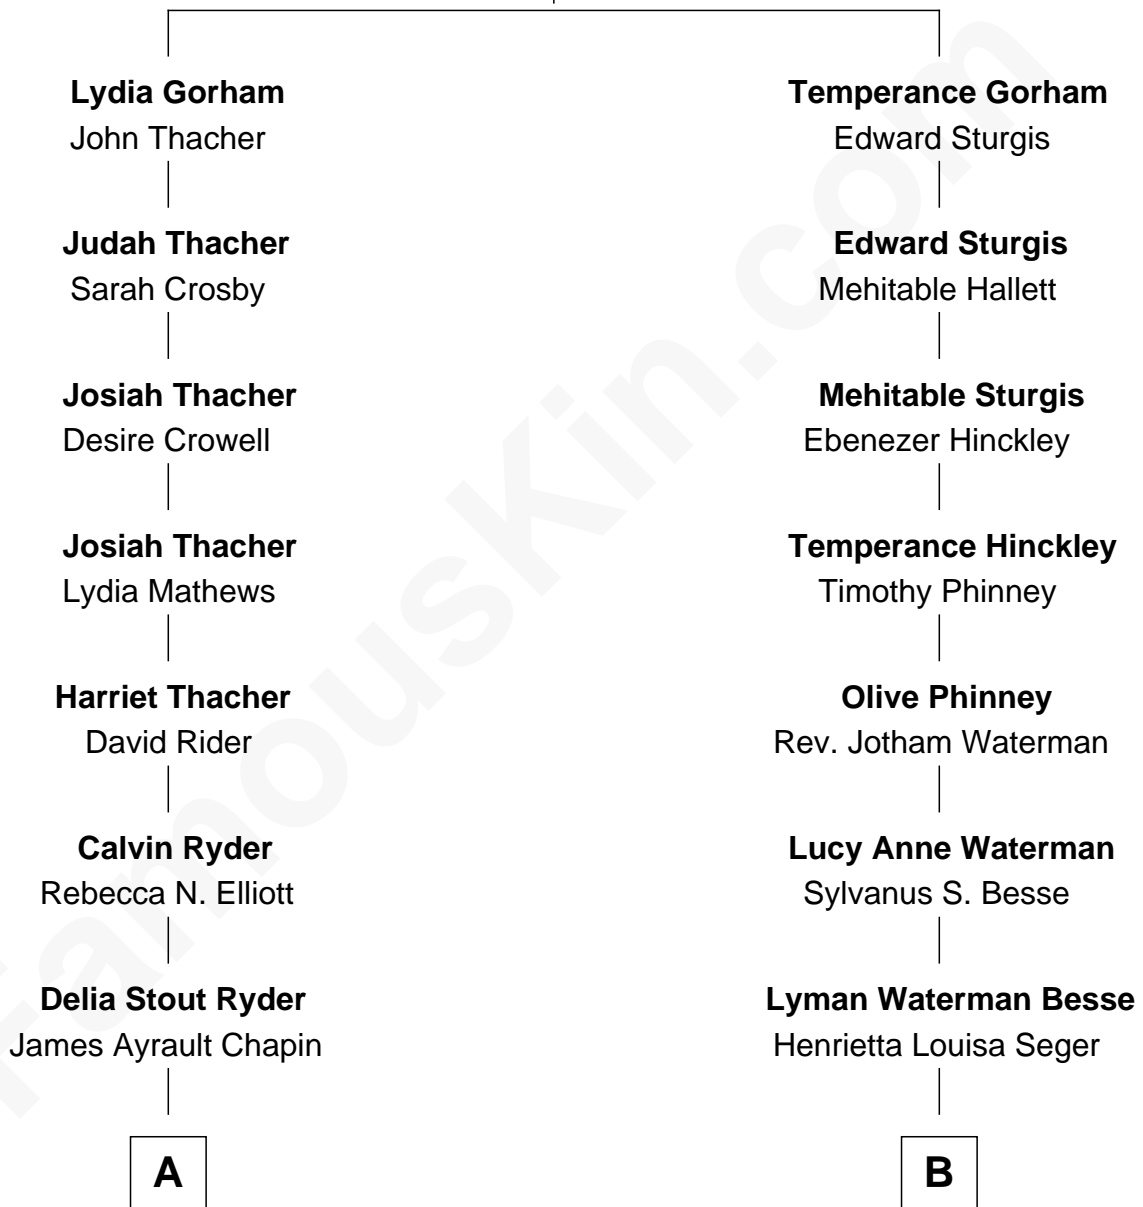 Lydia Gorham
John Thacher
Judah Thacher
Sarah Crosby
Josiah Thacher
Desire Crowell
Josiah Thacher
Lydia Mathews
Harriet Thacher
David Rider
Calvin Ryder
Rebecca N. Elliott
Delia Stout Ryder
James Ayrault Chapin
A
Temperance Gorham
Edward Sturgis
Edward Sturgis
Mehitable Hallett
Mehitable Sturgis
Ebenezer Hinckley
Temperance Hinckley
Timothy Phinney
Olive Phinney
Rev. Jotham Waterman
Lucy Anne Waterman
Sylvanus S. Besse
Lyman Waterman Besse
Henrietta Louisa Seger
B
FamousKin.com